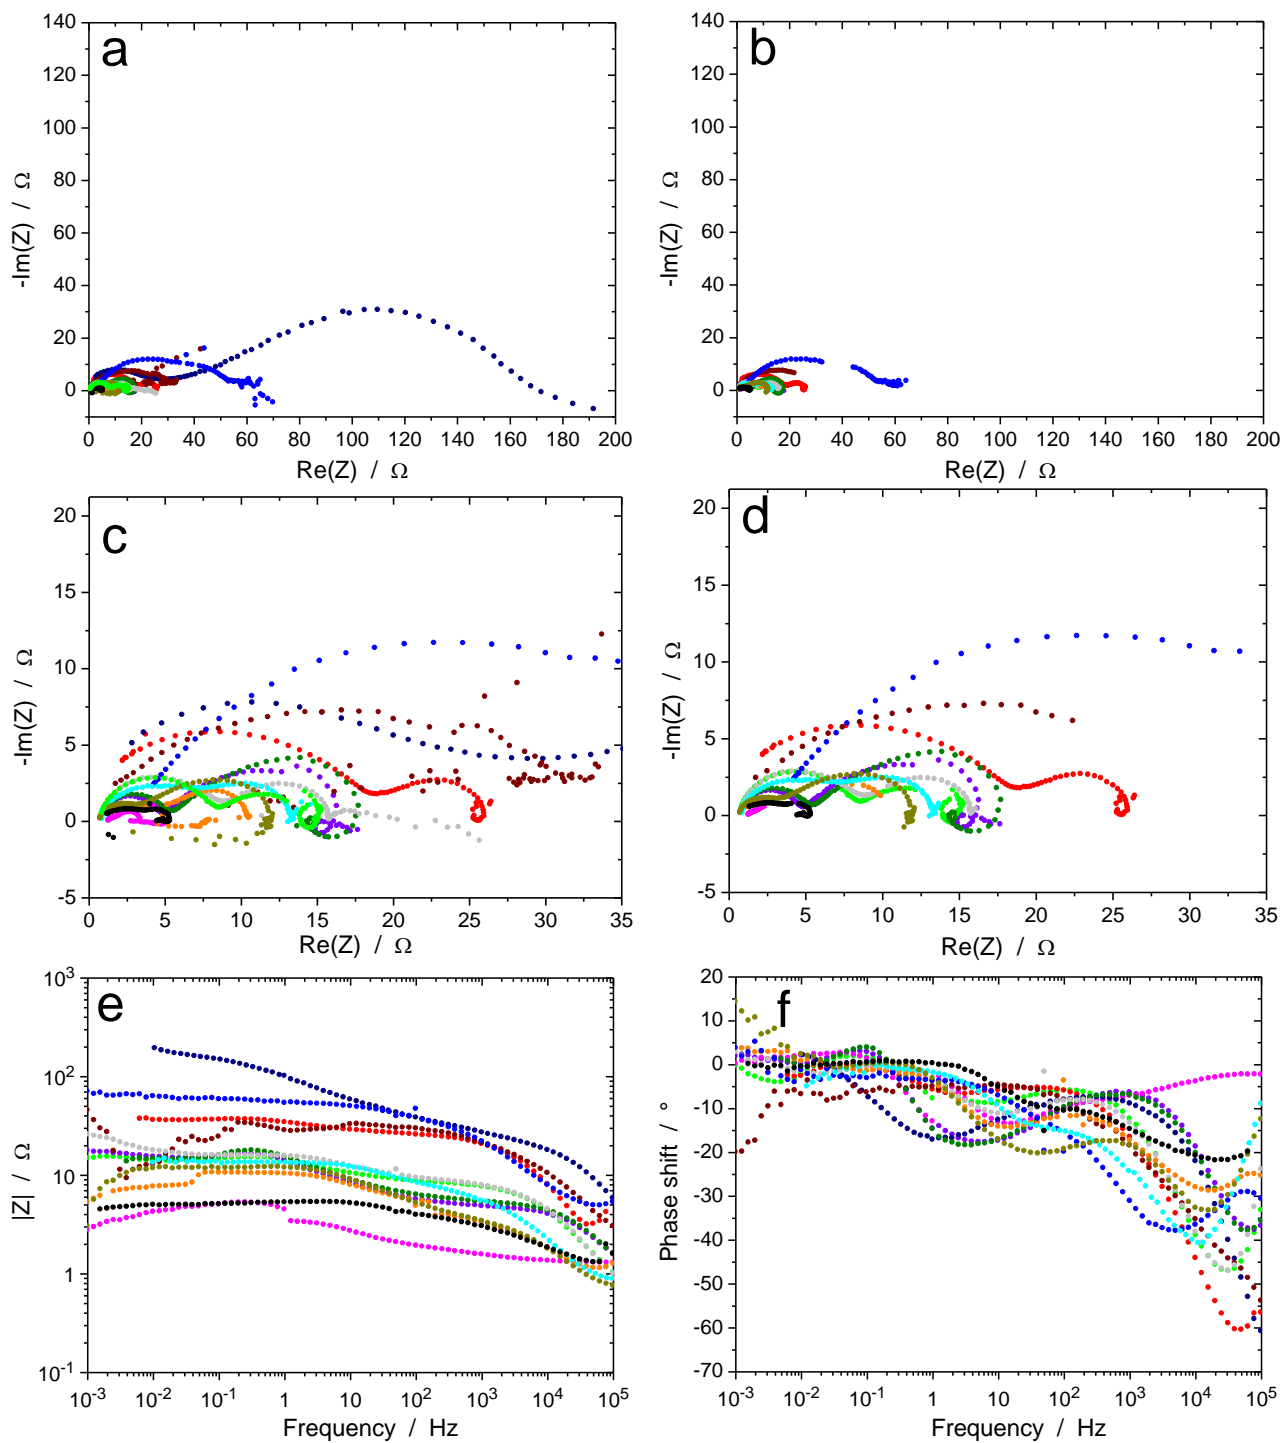 a
140
120
100
80
60
40
20
0
-Im(Z) / Ω
0 20 40 60 80 100 120 140 160 180 200
Re(Z) / Ω
b
140
120
100
80
60
40
20
0
-Im(Z) / Ω
0 20 40 60 80 100 120 140 160 180 200
Re(Z) / Ω
c
20
15
10
5
0
-5
-Im(Z) / Ω
0 5 10 15 20 25 30 35
Re(Z) / Ω
d
20
15
10
5
0
-5
-Im(Z) / Ω
0 5 10 15 20 25 30 35
Re(Z) / Ω
e
10³
10²
10
1
10⁻¹
|Z| / Ω
10⁻³ 10⁻² 10⁻¹ 1 10 10² 10³ 10⁴ 10⁵
Frequency / Hz
f
20
10
0
-10
-20
-30
-40
-50
-60
-70
Phase shift / °
10⁻³ 10⁻² 10⁻¹ 1 10 10² 10³ 10⁴ 10⁵
Frequency / Hz